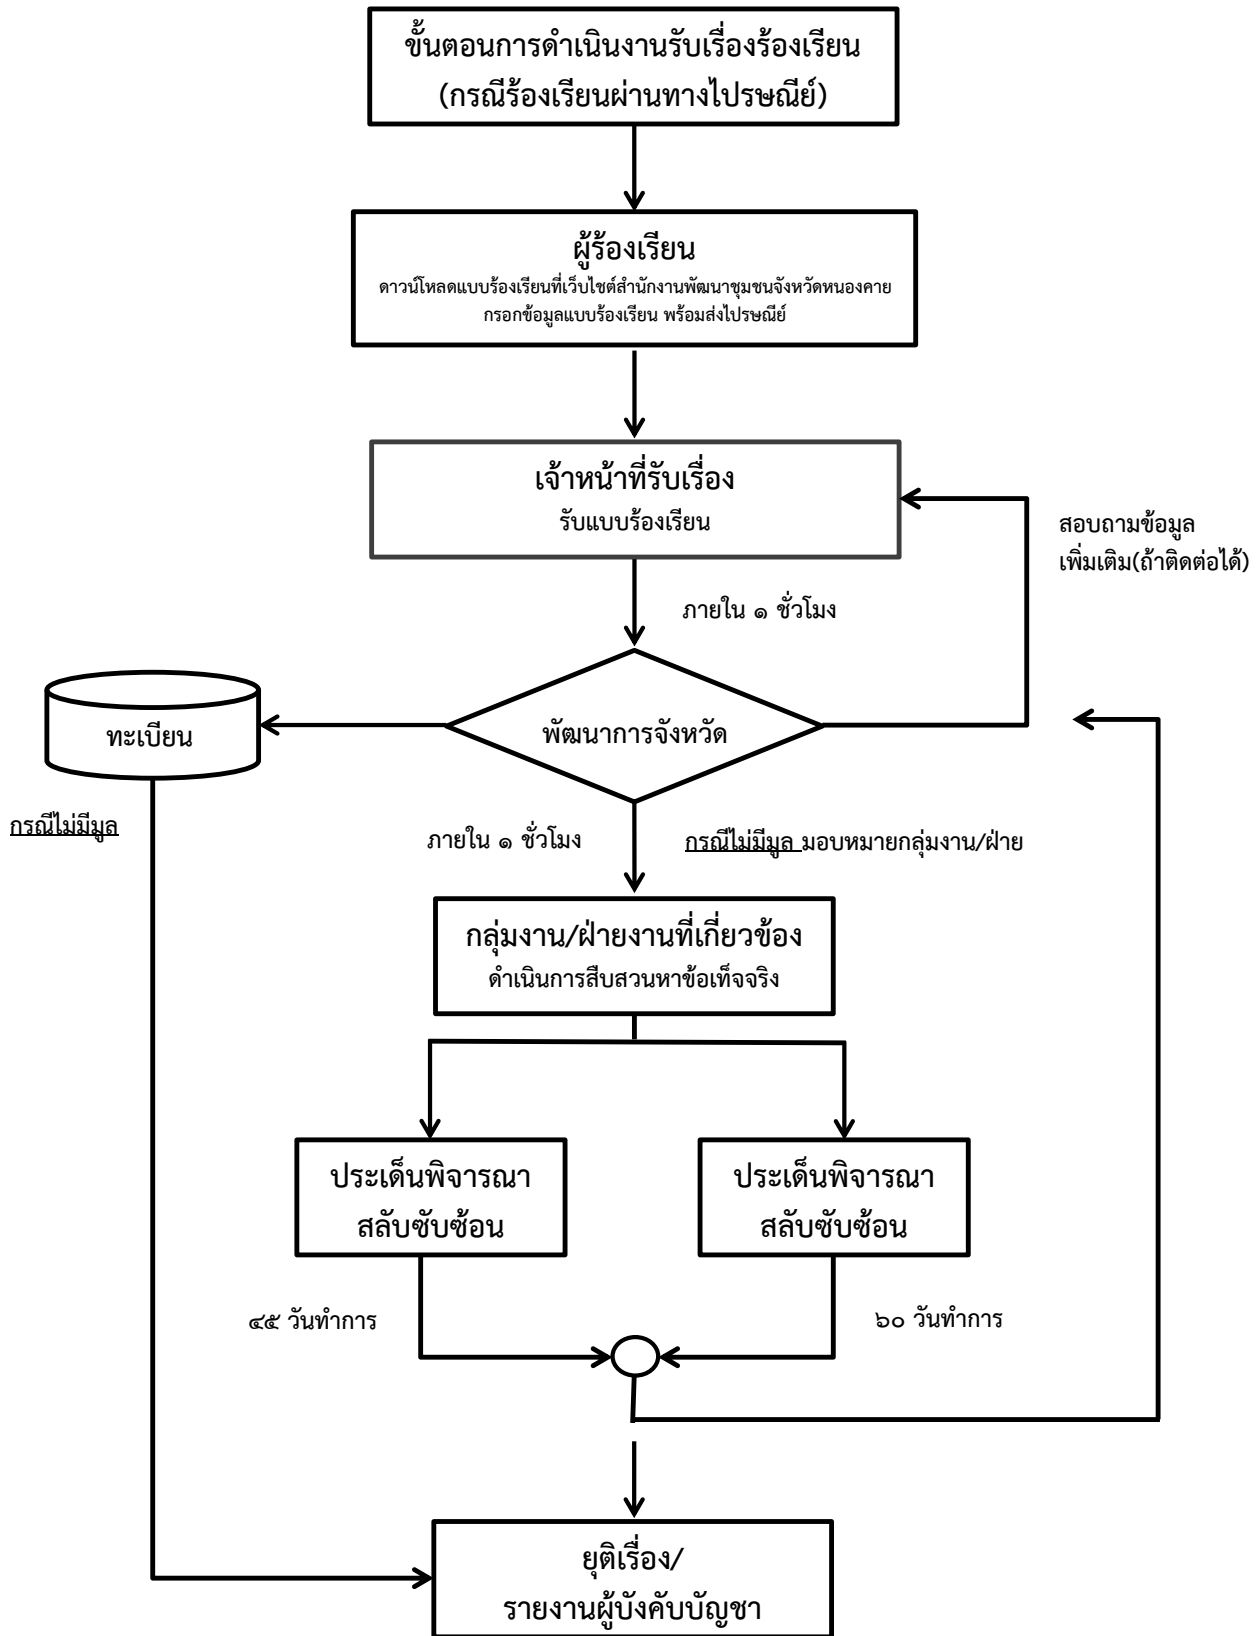 ขั้นตอนการดำเนินงานรับเรื่องร้องเรียน
(กรณีร้องเรียนผ่านทางไปรษณีย์)
ผู้ร้องเรียน
ดาวน์โหลดแบบร้องเรียนที่เว็บไซต์สำนักงานพัฒนาชุมชนจังหวัดหนองคาย
กรอกข้อมูลแบบร้องเรียน พร้อมส่งไปรษณีย์
เจ้าหน้าที่รับเรื่อง
รับแบบร้องเรียน
สอบถามข้อมูล
เพิ่มเติม(ถ้าติดต่อได้)
ภายใน ๑ ชั่วโมง
ทะเบียน
พัฒนาการจังหวัด
กรณีไม่มีมูล
ภายใน ๑ ชั่วโมง
กรณีไม่มีมูล มอบหมายกลุ่มงาน/ฝ่าย
กลุ่มงาน/ฝ่ายงานที่เกี่ยวข้อง
ดำเนินการสืบสวนหาข้อเท็จจริง
ประเด็นพิจารณา
สลับซับซ้อน
ประเด็นพิจารณา
สลับซับซ้อน
๔๕ วันทำการ
๖๐ วันทำการ
ยุติเรื่อง/
รายงานผู้บังคับบัญชา